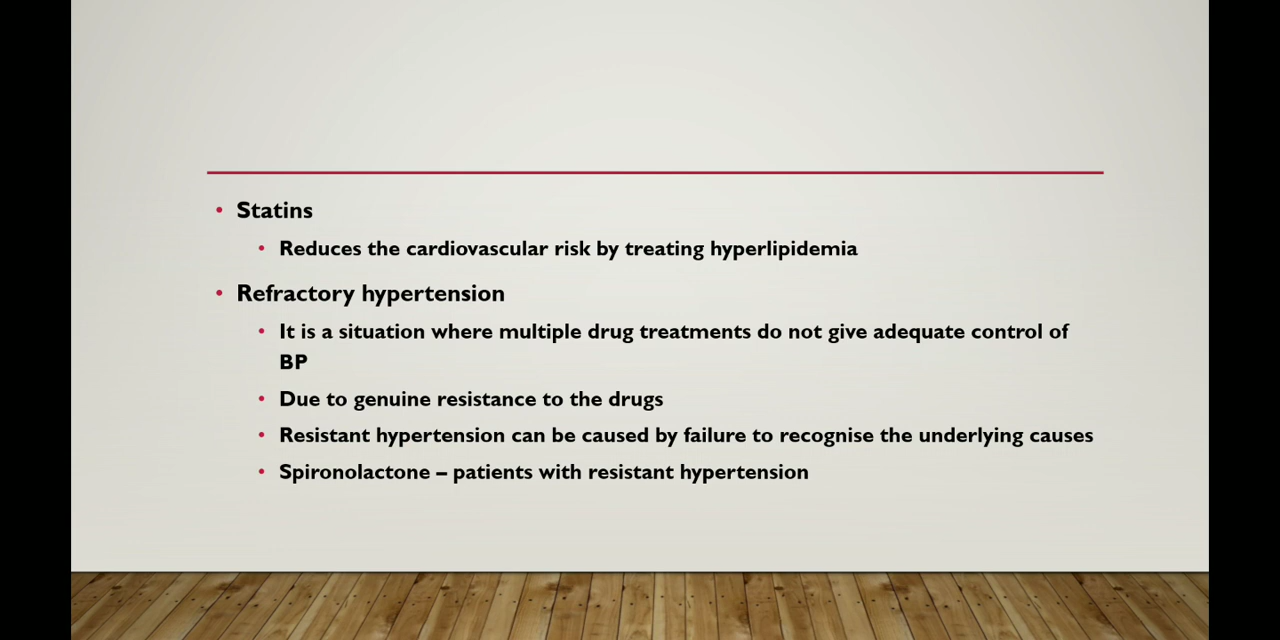 • Statins
• Reduces the cardiovascular risk by treating hyperlipidemia
• Refractory hypertension
• It is a situation where multiple drug treatments do not give adequate control of
BP
• Due to genuine resistance to the drugs
• Resistant hypertension can be caused by failure to recognise the underlying causes
• Spironolactone – patients with resistant hypertension